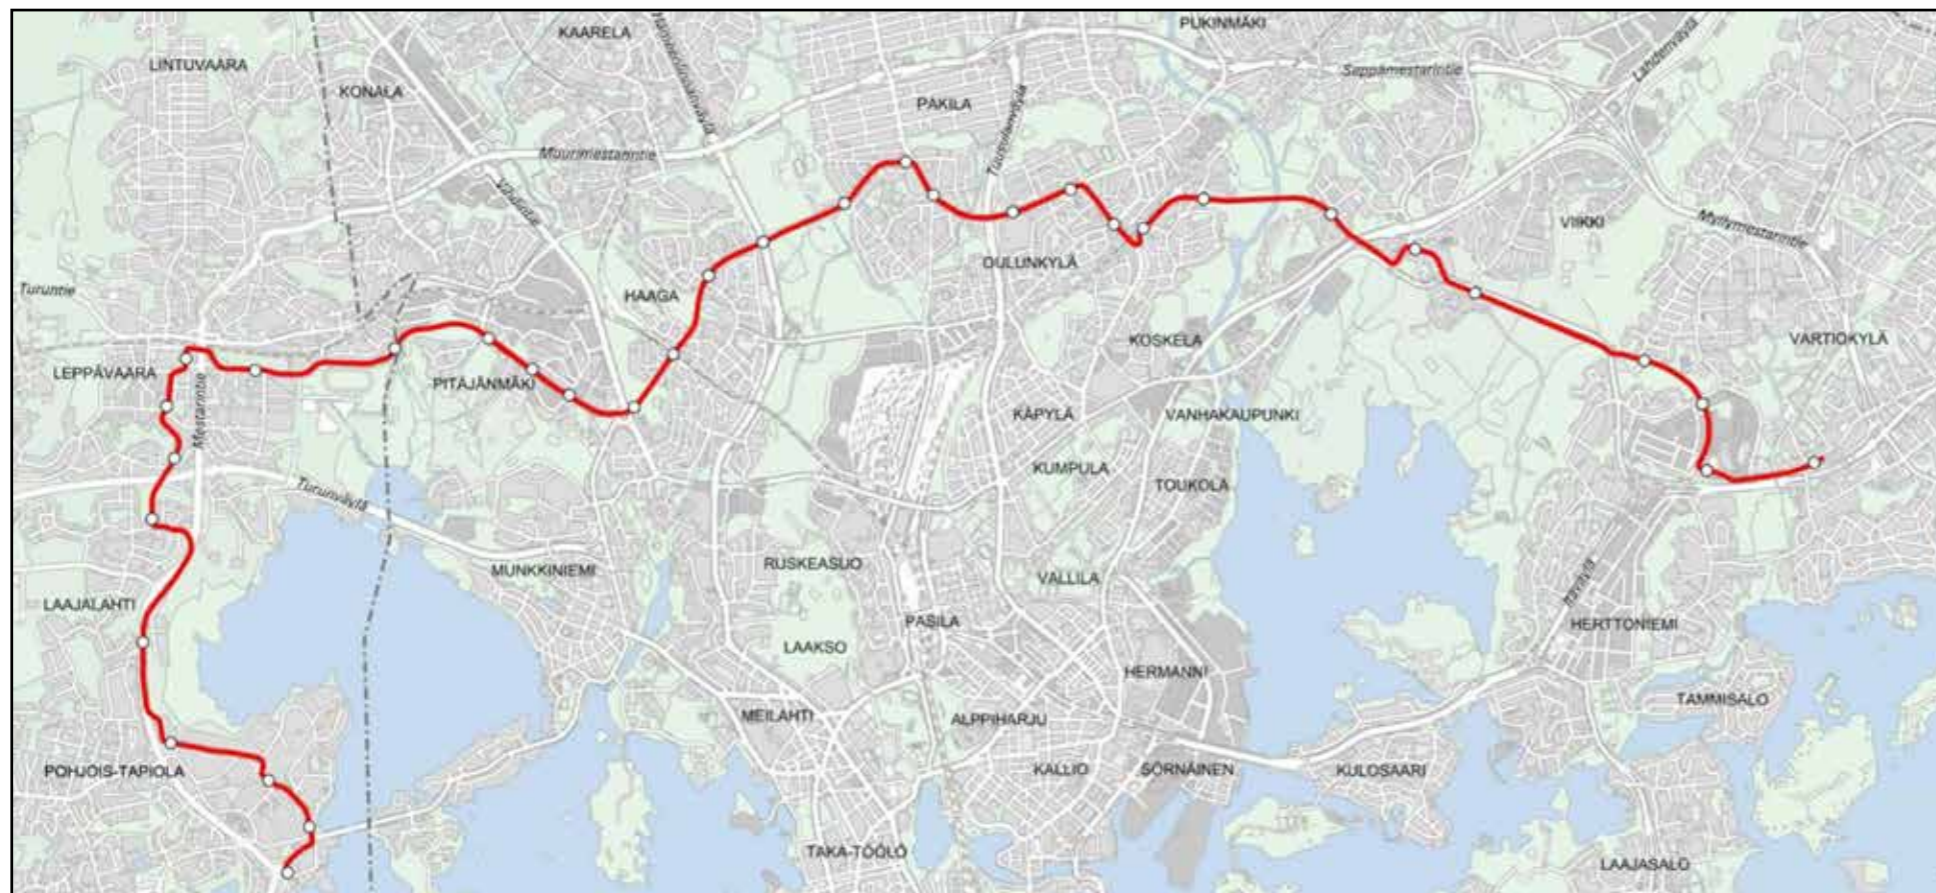 PUKINMÄKI
KAARELA
Hämeenlinnanväylä
Lahdenväylä
LINTUVAARA
Seppämestarintie
KONALA
PAKILA
Tuusulanväylä
Muurimestarintie
Vihdintie
VIIKKI
Myllymestarintie
OULUNKYLÄ
Turuntie
HAAGA
KOSKELA
VARTIOKYLÄ
LEPPÄVAARA
PITÄJÄNMÄKI
Mestarintie
KÄPYLÄ
VANHAKAUPUNKI
KUMPULA
TOUKOLA
Turunväylä
RUSKEASUO
MUNKKINIEMI
VALLILA
Itäväylä
LAAJALAHTI
PASILA
HERTTONIEMI
LAAKSO
HERMANNI
TAMMISALO
MEILAHTI
ALPPIHARJU
POHJOIS-TAPIOLA
KALLIO
SÖRNÄINEN
KULOSAARI
TAKA-TÖÖLÖ
LAAJASALO